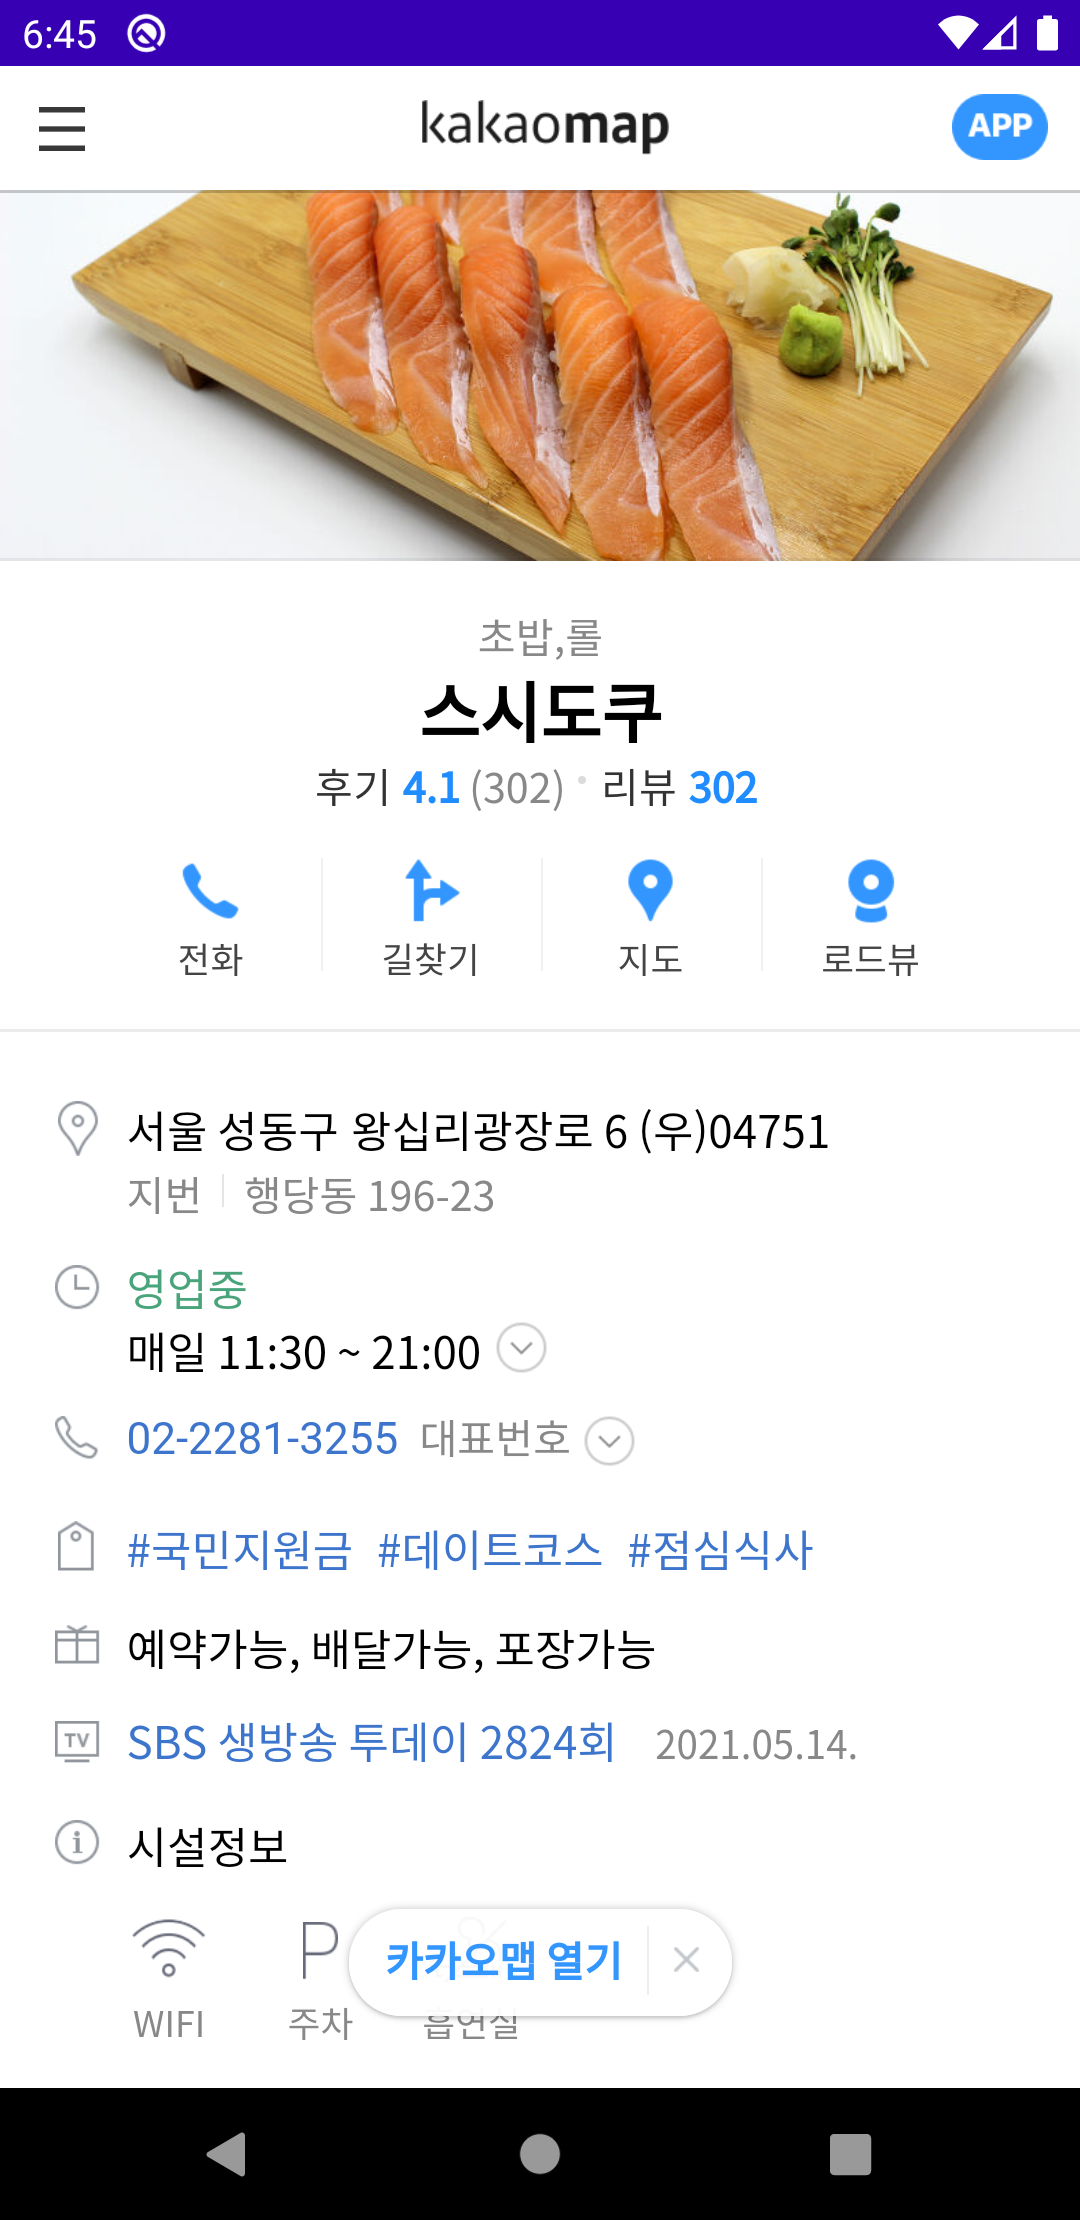 6:45
kakaomap
APP
초밥,롤
스시도쿠
후기 4.1 (302) 리뷰 302
전화 길찾기 지도 로드뷰
서울 성동구 왕십리광장로 6 (우)04751
지번 행당동 196-23
영업중
매일 11:30 ~ 21:00
02-2281-3255 대표번호
#국민지원금 #데이트코스 #점심식사
예약가능, 배달가능, 포장가능
TV SBS 생방송 투데이 2824회 2021.05.14.
시설정보
카카오맵 열기
WIFI 주차 흡연실